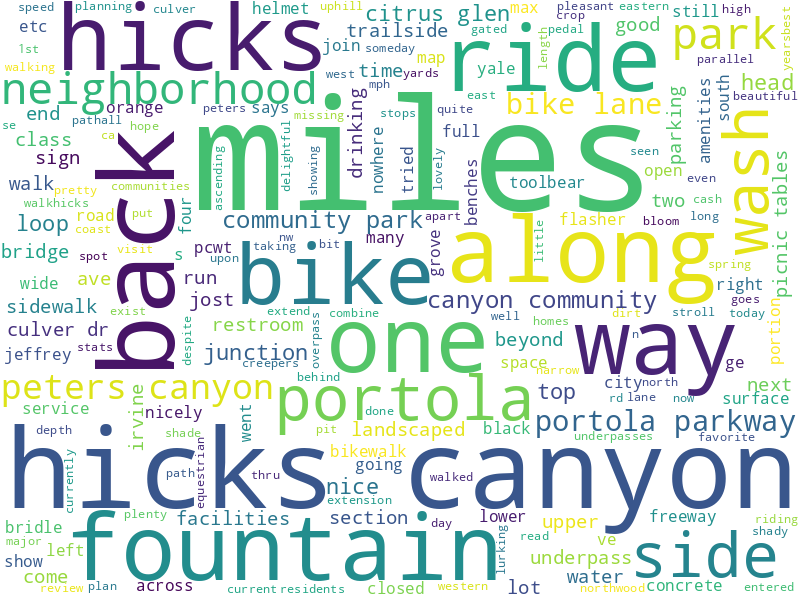 speed planning culver helmet citrus glen max pleasant eastern
etc hicks uphill trailside gated crop still high yearsbest
1st join someday ride pedal length good park
walking time map yards yale parallel
neighborhood west mph east bike lane head beautiful
end orange peters says drinking stops quite full parking amenities south
se pathall hope missing
class ca miles nowhere tried seen open even wash
sign back ascending delightful showing lovely benches toolbear
walk pretty communities two cash picnic tables
walkhicks
loop road put four community park apart along flasher bloom long
coast
bridge spot visit s pcwt nw bike bit many grove little spring
wide ave taking upon right
exist run jost canyon community portion goes
sidewalk extend combine well homes dirt stroll today
culver dr stats restroom overpass one beyond way n
jeffrey despite junction creepers space narrow ge
behind city north next
peters canyon portola top rd lane now surface
service irvine nicely done black portola parkway favorite
shade went pit landscaped underpasses
depth bikewalk
hicks canyon
path equestrian thru going walked
currently nice extension
plenty facilities section day lower upper freeway riding
bridle fountain lurking read ve side shady
major left underpass
show come water
review plan across current residents closed western lot northwood concrete entered